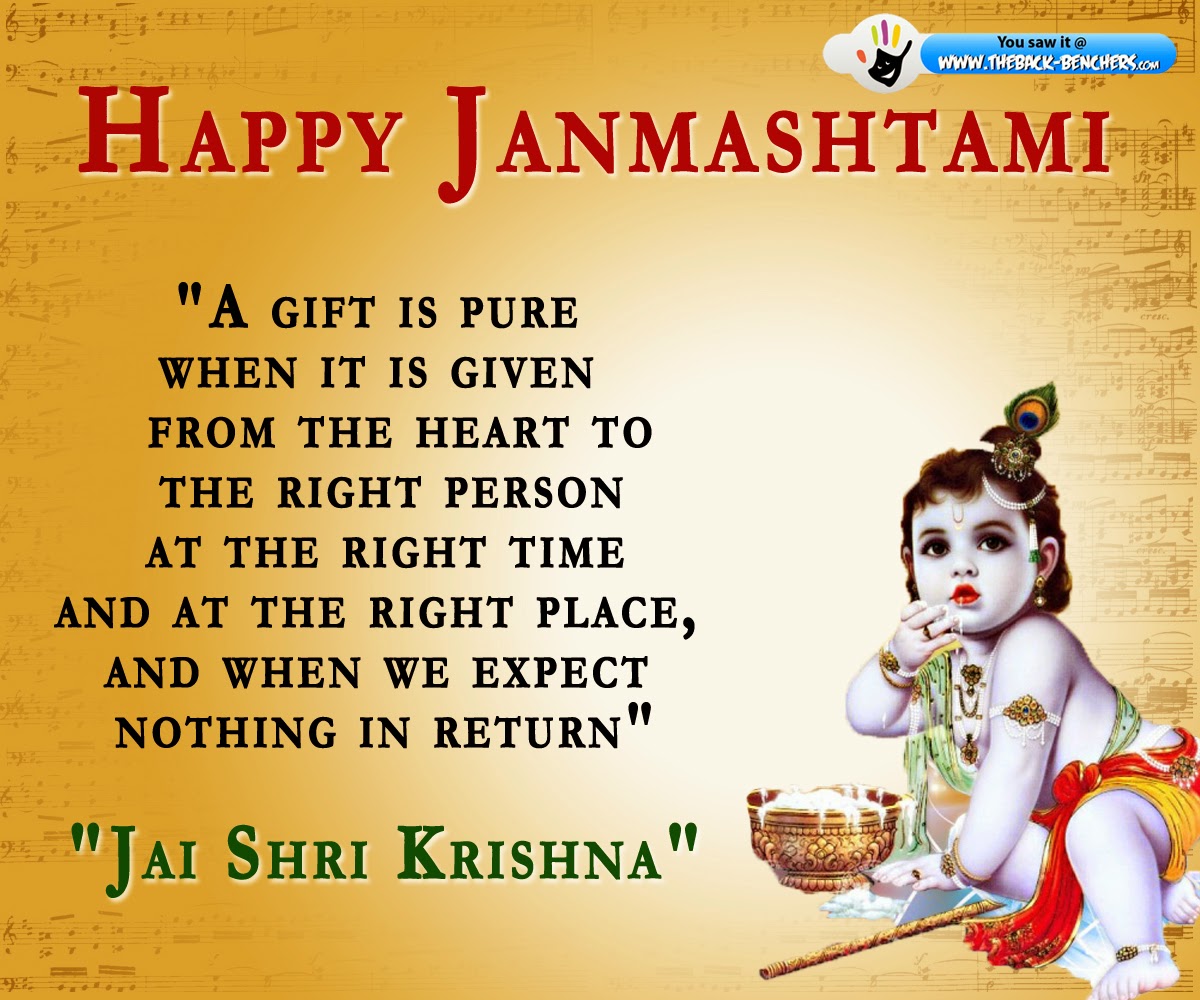 You saw it @
WWW.THEBACK-BENCHERS.COM
HAPPY JANMASHTAMI
"A GIFT IS PURE
WHEN IT IS GIVEN
FROM THE HEART TO
THE RIGHT PERSON
AT THE RIGHT TIME
AND AT THE RIGHT PLACE,
AND WHEN WE EXPECT
NOTHING IN RETURN"
"JAI SHRI KRISHNA"